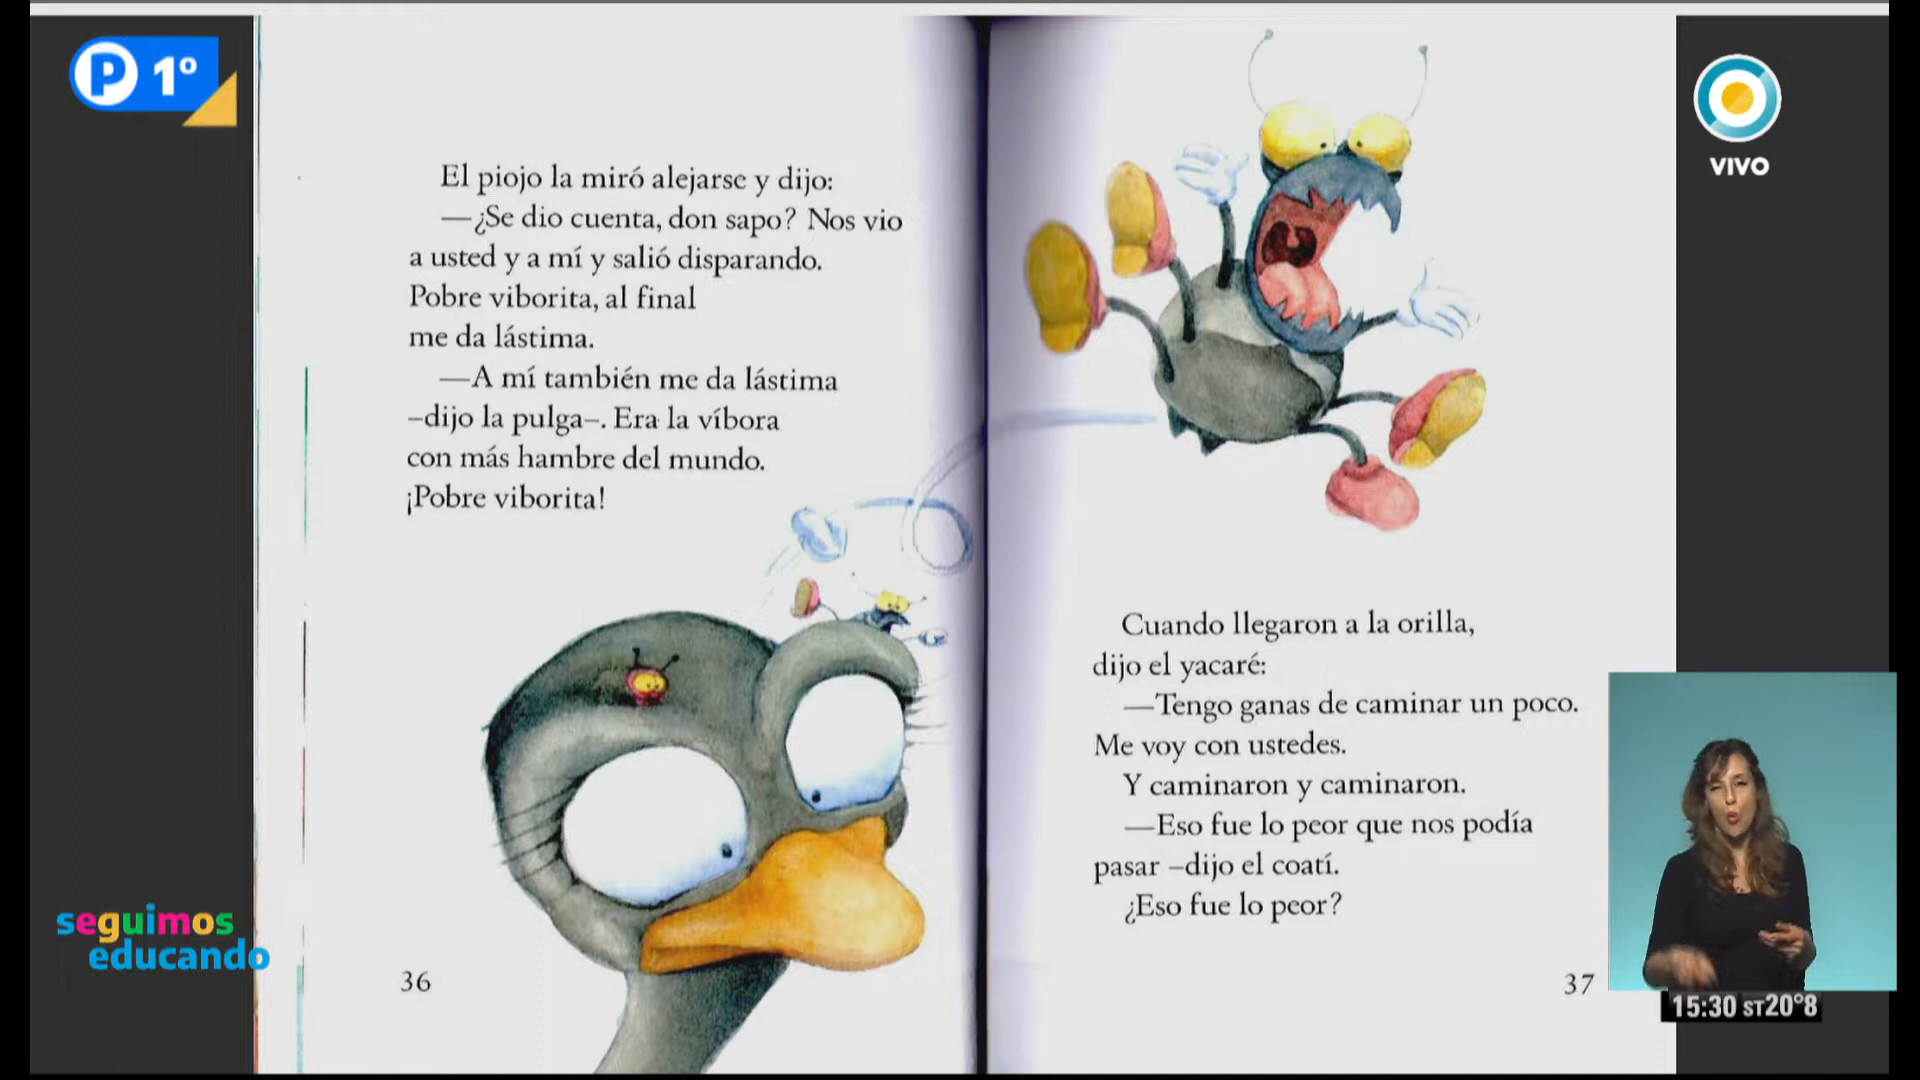 P 1º
El piojo la miró alejarse y dijo:
—¿Se dio cuenta, don sapo? Nos vio
a usted y a mí y salió disparando.
Pobre viborita, al final
me da lástima.
—A mí también me da lástima
–dijo la pulga–. Era la víbora
con más hambre del mundo.
¡Pobre viborita!
36
Cuando llegaron a la orilla,
dijo el yacaré:
—Tengo ganas de caminar un poco.
Me voy con ustedes.
Y caminaron y caminaron.
—Eso fue lo peor que nos podía
pasar –dijo el coatí.
¿Eso fue lo peor?
37
VIVO
seguimos
educando
15:30 ST20º8